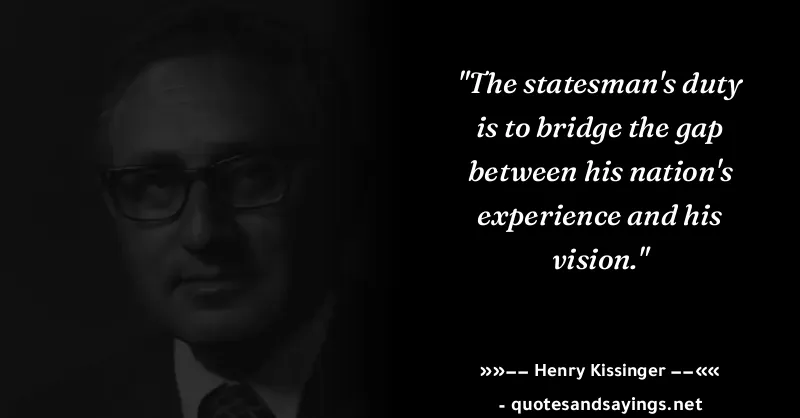 "The statesman's duty
is to bridge the gap
between his nation's
experience and his
vision."
»»–– Henry Kissinger ––««
- quotesandsayings.net